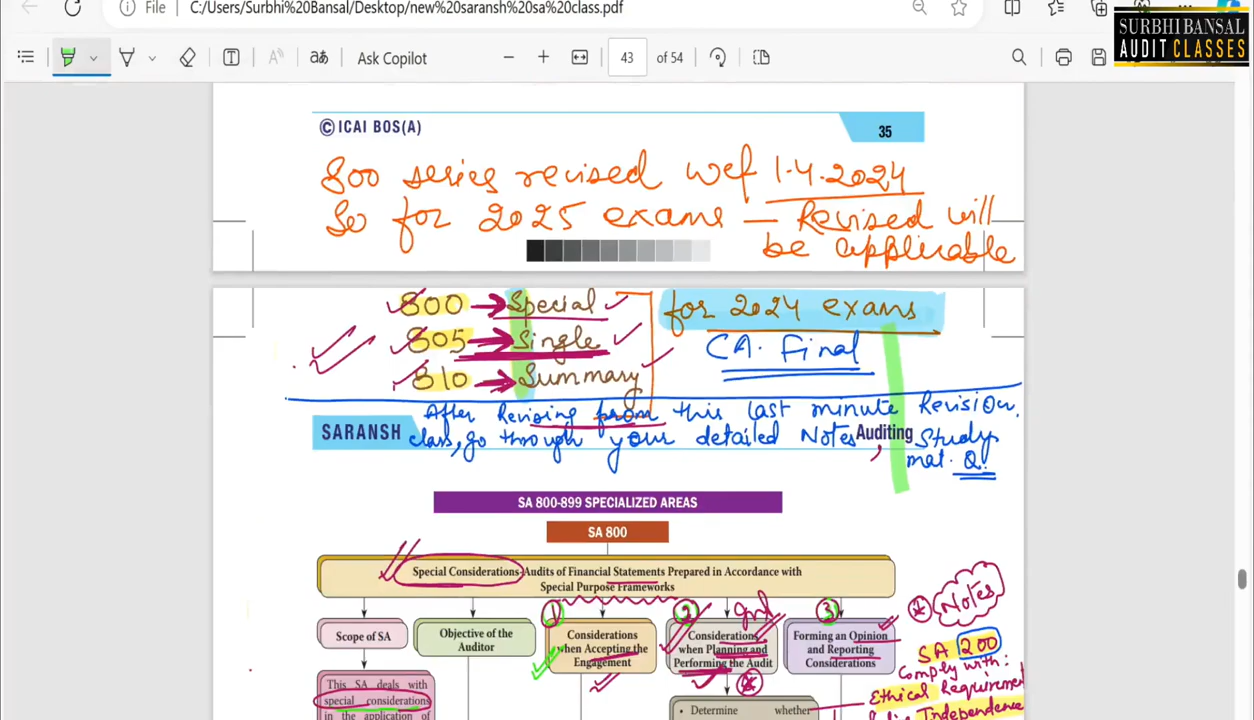 File
C:/Users/Surbhi%20Bansal/Desktop/new%20saransh%20sa%20class.pdf
SURBHI BANSAL
AUDIT CLASSES
Ask Copilot
43 of 54
© ICAI BOS(A)
35
800 series revised wef 1.4.2024
So for 2025 exams — Revised will
be applicable
800 → Special
for 2024 exams
805 → Single
CA. Final
810 → Summary
After Revising from this last minute Revision
class, go through your detailed Notes, Study
mat. Q.
SARANSH
Auditing
SA 800-899 SPECIALIZED AREAS
SA 800
Special Considerations-Audits of Financial Statements Prepared in Accordance with
Special Purpose Frameworks
Notes
1 2 3
Scope of SA
Objective of the
Auditor
Considerations
when Accepting the
Engagement
Considerations
when Planning and
Performing the Audit
Forming an Opinion
and Reporting
Considerations
SA 200
Comply with:
Ethical Requirement
Independence
This SA deals with
special considerations
in the application of
• Determine whether